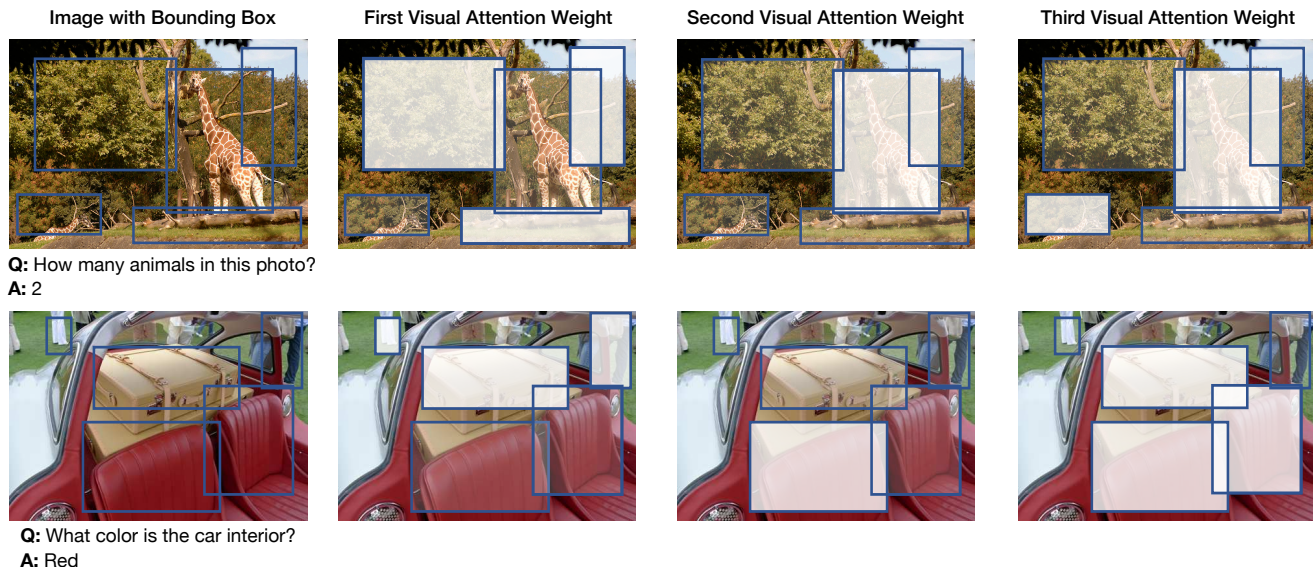 Image with Bounding Box
First Visual Attention Weight
Second Visual Attention Weight
Third Visual Attention Weight
Q: How many animals in this photo?
A: 2
Q: What color is the car interior?
A: Red